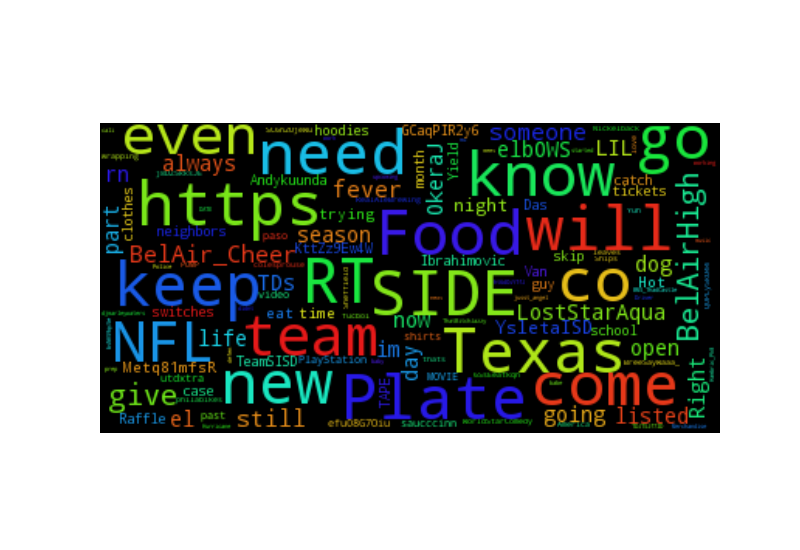 even
need
hoodies
GCaqPIR2y6
someone
elb0WS
LIL
go
always
rn
Andykuunda
fever
month
OkeraJ
Yield
know
catch
tickets
https
trying
night
Das
clothes
part
neighbors
paso
season
KttZz9Ew4W
Food
will
BelAirHigh
BelAir_Cheer
Ibrahimovic
skip
dog
Van
guy
Hot
keep
TDs
video
RT
SIDE
co
switches
eat
time
now
LostStarAqua
YsletaISD
school
NFL
life
team
im
day
shirts
Texas
open
Metq81mfsR
TeamSISD
PlayStation
thats
utdxtra
case
new
TAPE
MOVIE
Plate
come
Right
give
Raffle
el
past
still
efuO8G7Oiu
saucccinn
WorldStarComedy
going
America
listed